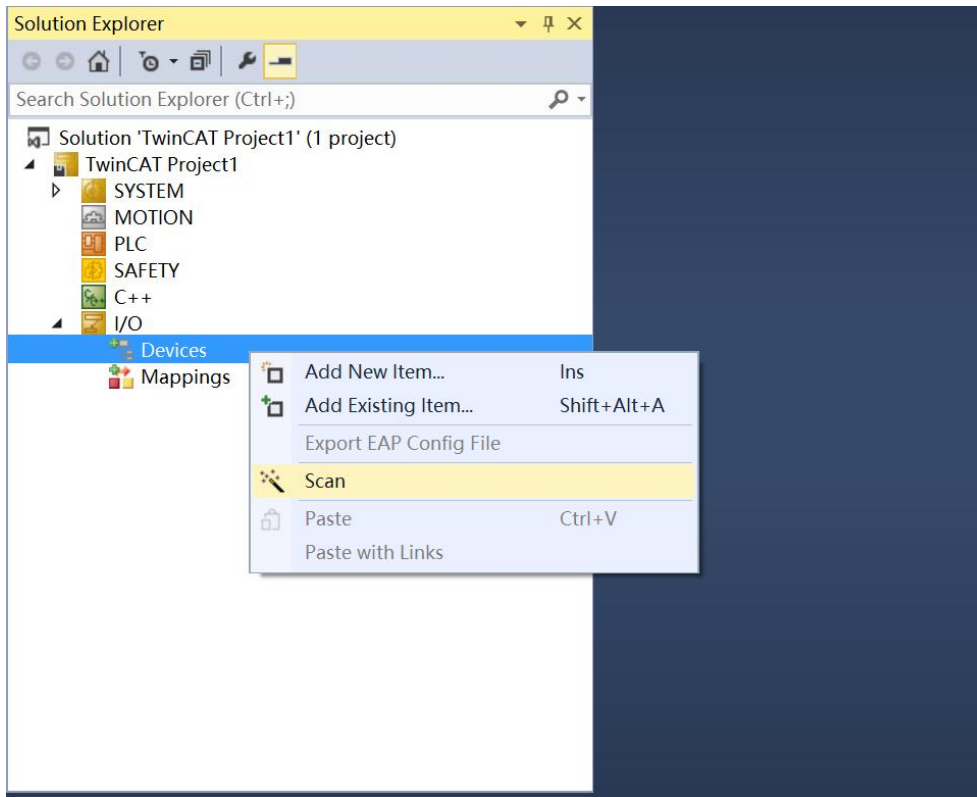 Solution Explorer
Search Solution Explorer (Ctrl+;)
Solution 'TwinCAT Project1' (1 project)
TwinCAT Project1
SYSTEM
MOTION
PLC
SAFETY
C++
I/O
Devices
Mappings
Add New Item... Ins
Add Existing Item... Shift+Alt+A
Export EAP Config File
Scan
Paste Ctrl+V
Paste with Links